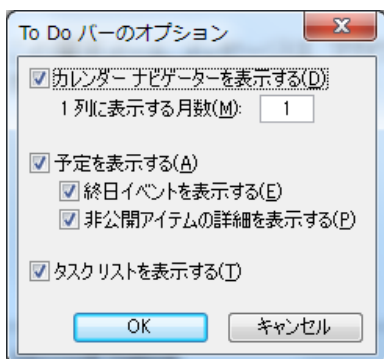 To Do バーのオプション
カレンダー ナビゲーターを表示する(D)
1 列に表示する月数(M): 1
予定を表示する(A)
終日イベントを表示する(E)
非公開アイテムの詳細を表示する(P)
タスク リストを表示する(T)
OK キャンセル